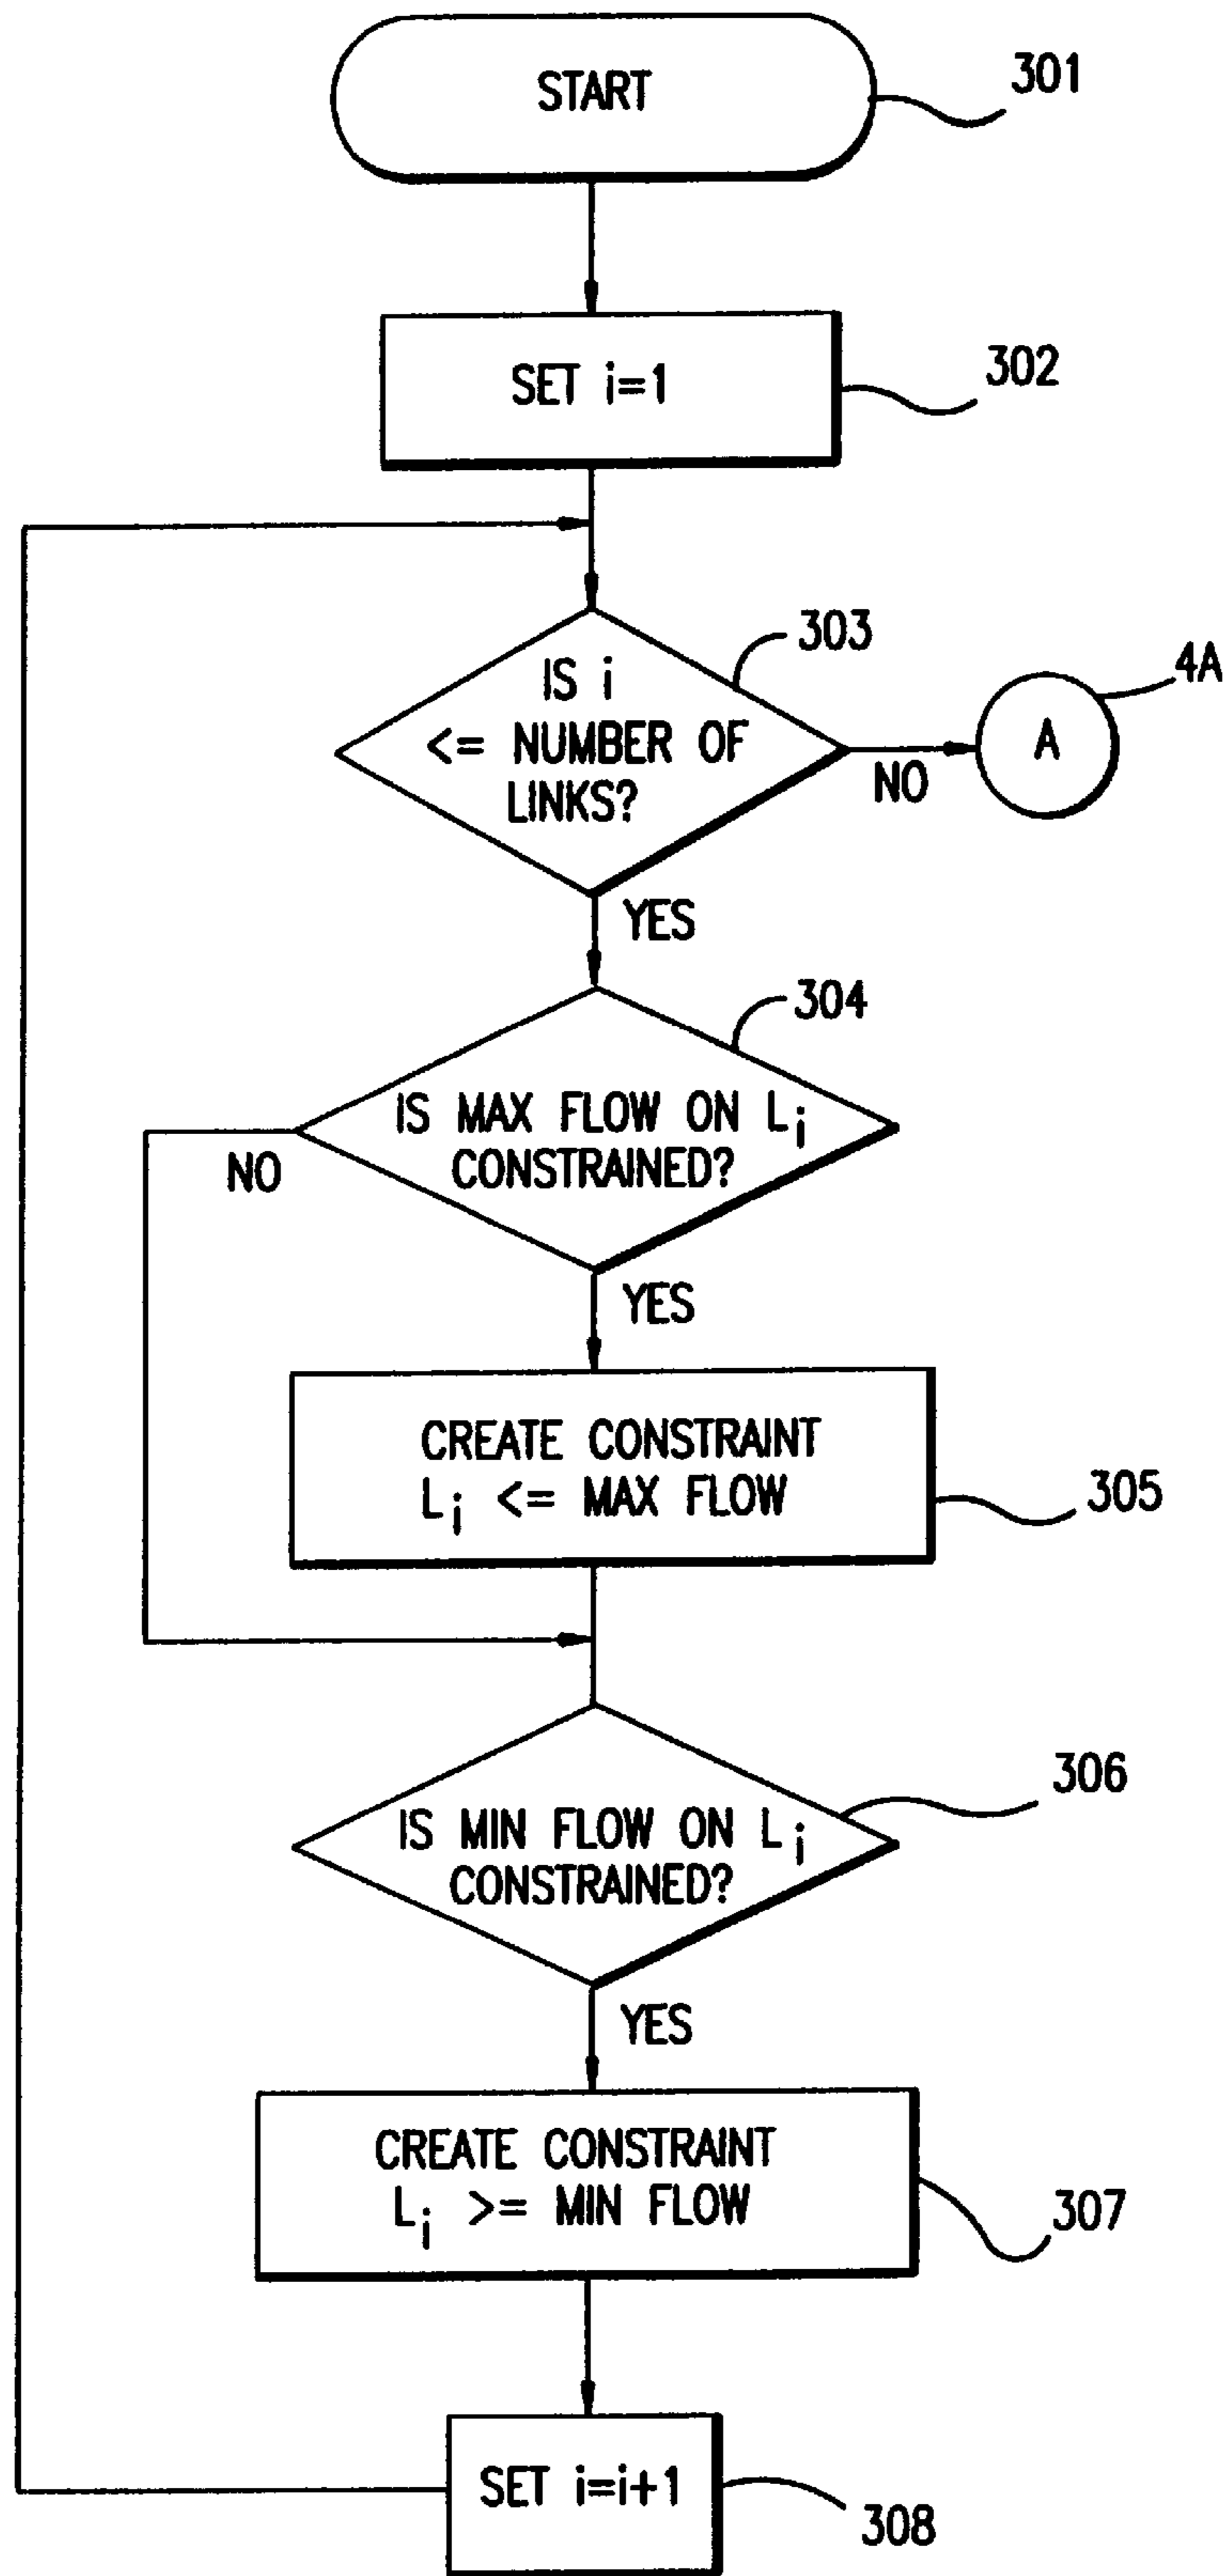 START
301
SET i=1
302
303
IS i
<= NUMBER OF
LINKS?
4A
A
NO
YES
304
IS MAX FLOW ON Li
CONSTRAINED?
NO
YES
CREATE CONSTRAINT
Li <= MAX FLOW
305
306
IS MIN FLOW ON Li
CONSTRAINED?
YES
CREATE CONSTRAINT
Li >= MIN FLOW
307
SET i=i+1
308